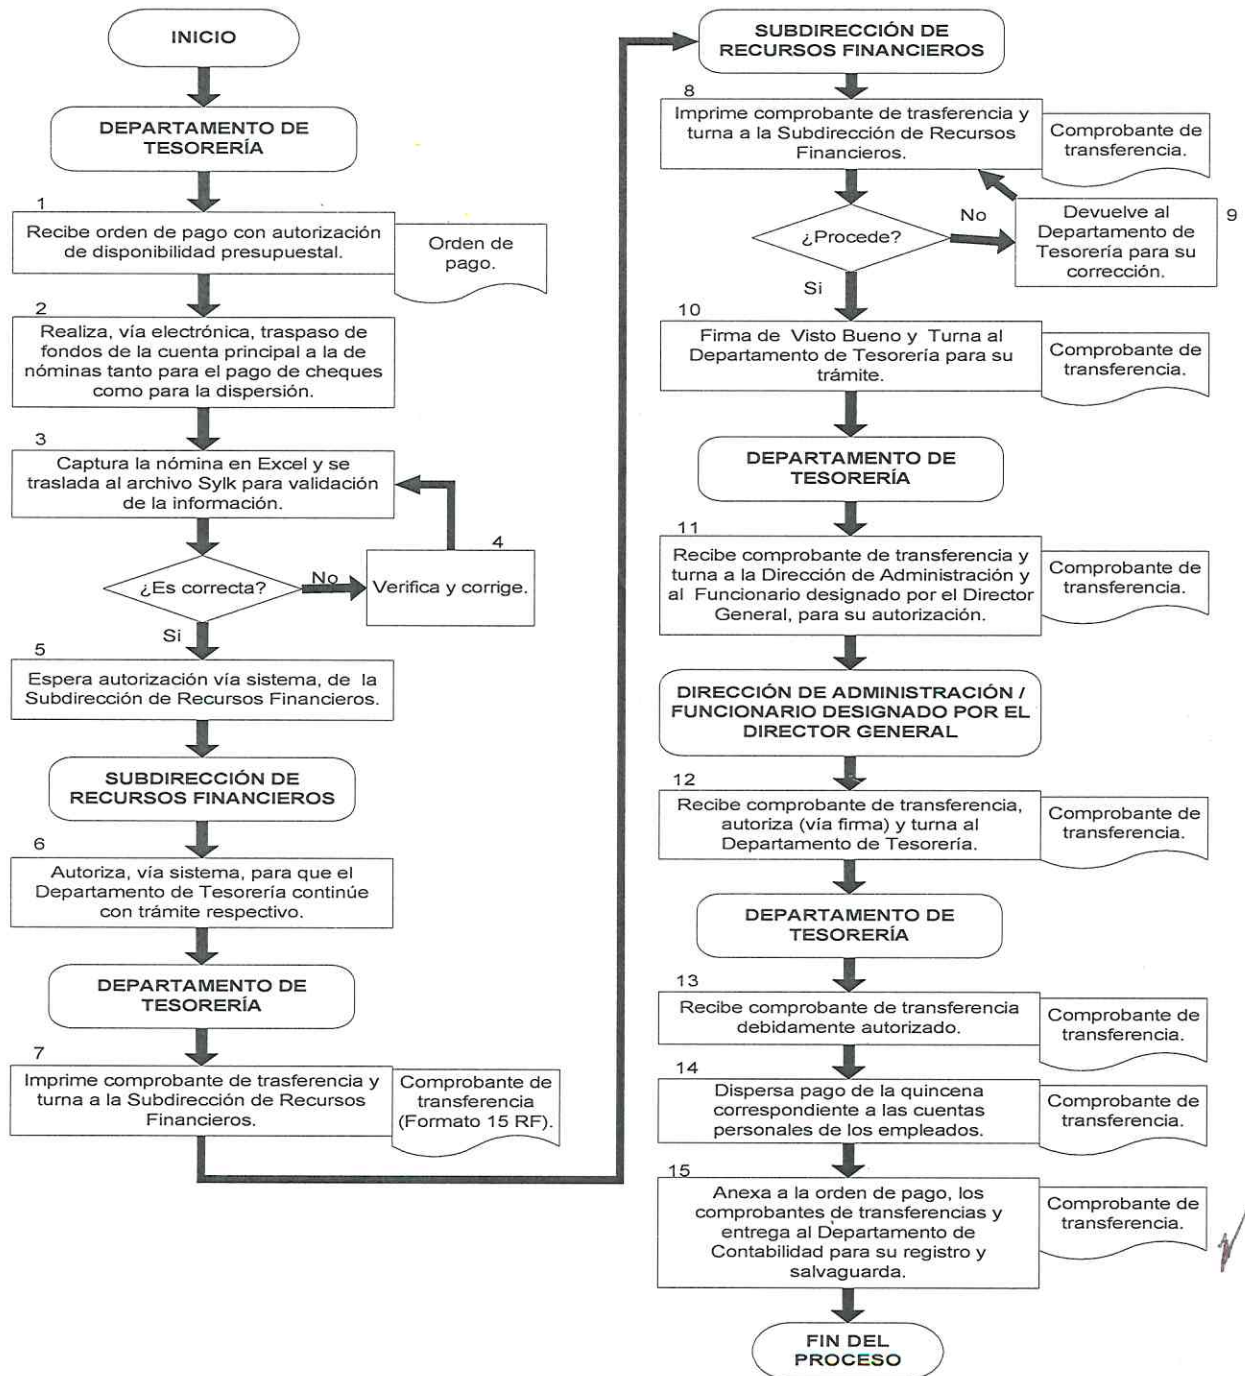 INICIO
DEPARTAMENTO DE
TESORERÍA
1
Recibe orden de pago con autorización
de disponibilidad presupuestal.
Orden de
pago.
2
Realiza, vía electrónica, traspaso de
fondos de la cuenta principal a la de
nóminas tanto para el pago de cheques
como para la dispersión.
3
Captura la nómina en Excel y se
traslada al archivo Sylk para validación
de la información.
¿Es correcta?
No
4
Verifica y corrige.
Si
5
Espera autorización vía sistema, de la
Subdirección de Recursos Financieros.
SUBDIRECCIÓN DE
RECURSOS FINANCIEROS
6
Autoriza, vía sistema, para que el
Departamento de Tesorería continúe
con trámite respectivo.
DEPARTAMENTO DE
TESORERÍA
7
Imprime comprobante de trasferencia y
turna a la Subdirección de Recursos
Financieros.
Comprobante de
transferencia
(Formato 15 RF).
SUBDIRECCIÓN DE
RECURSOS FINANCIEROS
8
Imprime comprobante de trasferencia y
turna a la Subdirección de Recursos
Financieros.
Comprobante de
transferencia.
¿Procede?
No
9
Devuelve al
Departamento de
Tesorería para su
corrección.
Si
10
Firma de Visto Bueno y Turna al
Departamento de Tesorería para su
trámite.
Comprobante de
transferencia.
DEPARTAMENTO DE
TESORERÍA
11
Recibe comprobante de transferencia y
turna a la Dirección de Administración y
al Funcionario designado por el Director
General, para su autorización.
Comprobante de
transferencia.
DIRECCIÓN DE ADMINISTRACIÓN /
FUNCIONARIO DESIGNADO POR EL
DIRECTOR GENERAL
12
Recibe comprobante de transferencia,
autoriza (vía firma) y turna al
Departamento de Tesorería.
Comprobante de
transferencia.
DEPARTAMENTO DE
TESORERÍA
13
Recibe comprobante de transferencia
debidamente autorizado.
Comprobante de
transferencia.
14
Dispersa pago de la quincena
correspondiente a las cuentas
personales de los empleados.
Comprobante de
transferencia.
15
Anexa a la orden de pago, los
comprobantes de transferencias y
entrega al Departamento de
Contabilidad para su registro y
salvaguarda.
Comprobante de
transferencia.
FIN DEL
PROCESO